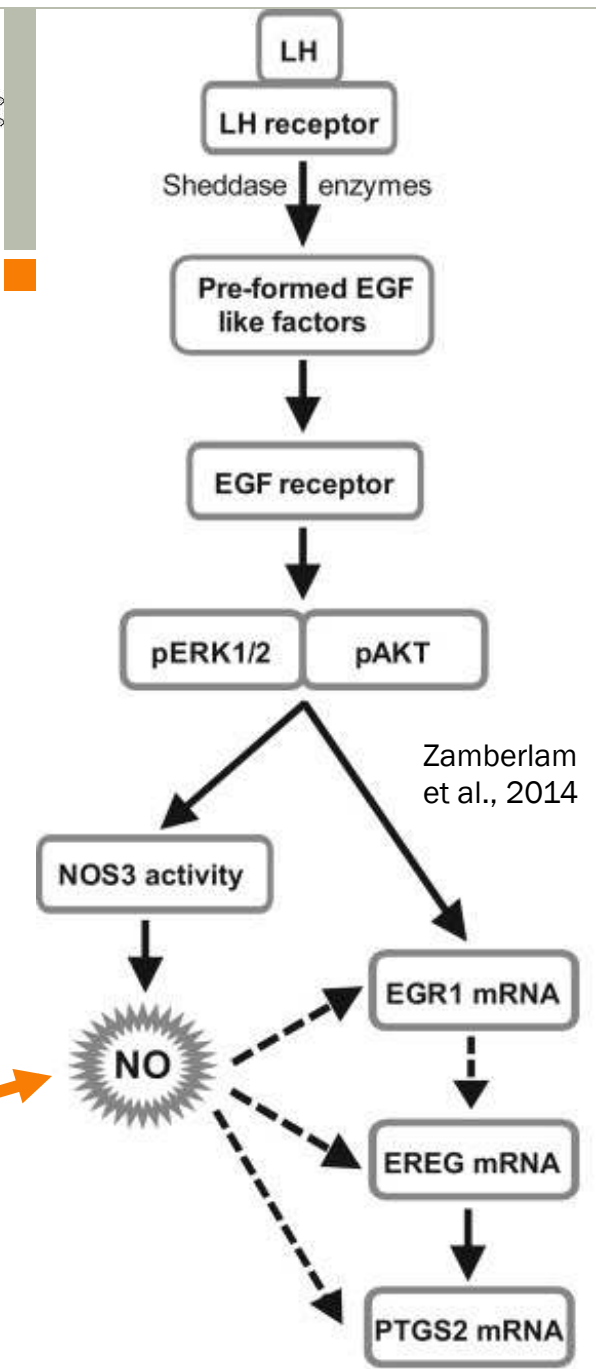 LH
LH receptor
Sheddase enzymes
Pre-formed EGF
like factors
EGF receptor
pERK1/2 pAKT
Zamberlam
et al., 2014
NOS3 activity
EGR1 mRNA
NO
EREG mRNA
PTGS2 mRNA